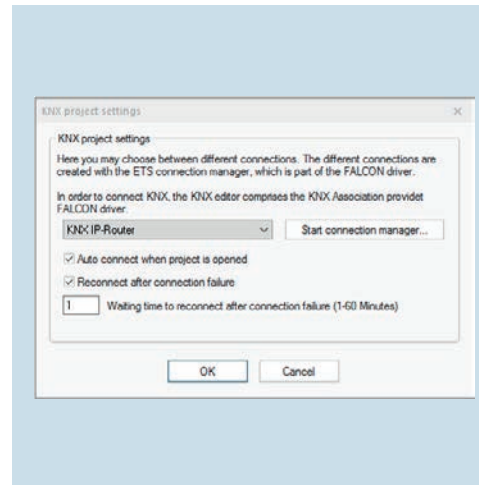 KNX project settings
KNX project settings
Here you may choose between different connections. The different connections are
created with the ETS connection manager, which is part of the FALCON driver.
In order to connect KNX, the KNX editor comprises the KNX Association providet
FALCON driver.
KNX IP-Router
Start connection manager...
Auto connect when project is opened
Reconnect after connection failure
1 Waiting time to reconnect after connection failure (1-60 Minutes)
OK Cancel